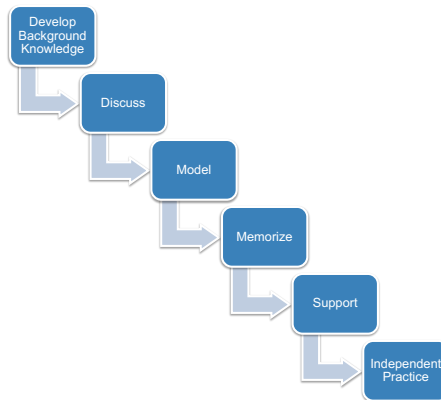 Develop
Background
Knowledge
Discuss
Model
Memorize
Support
Independent
Practice